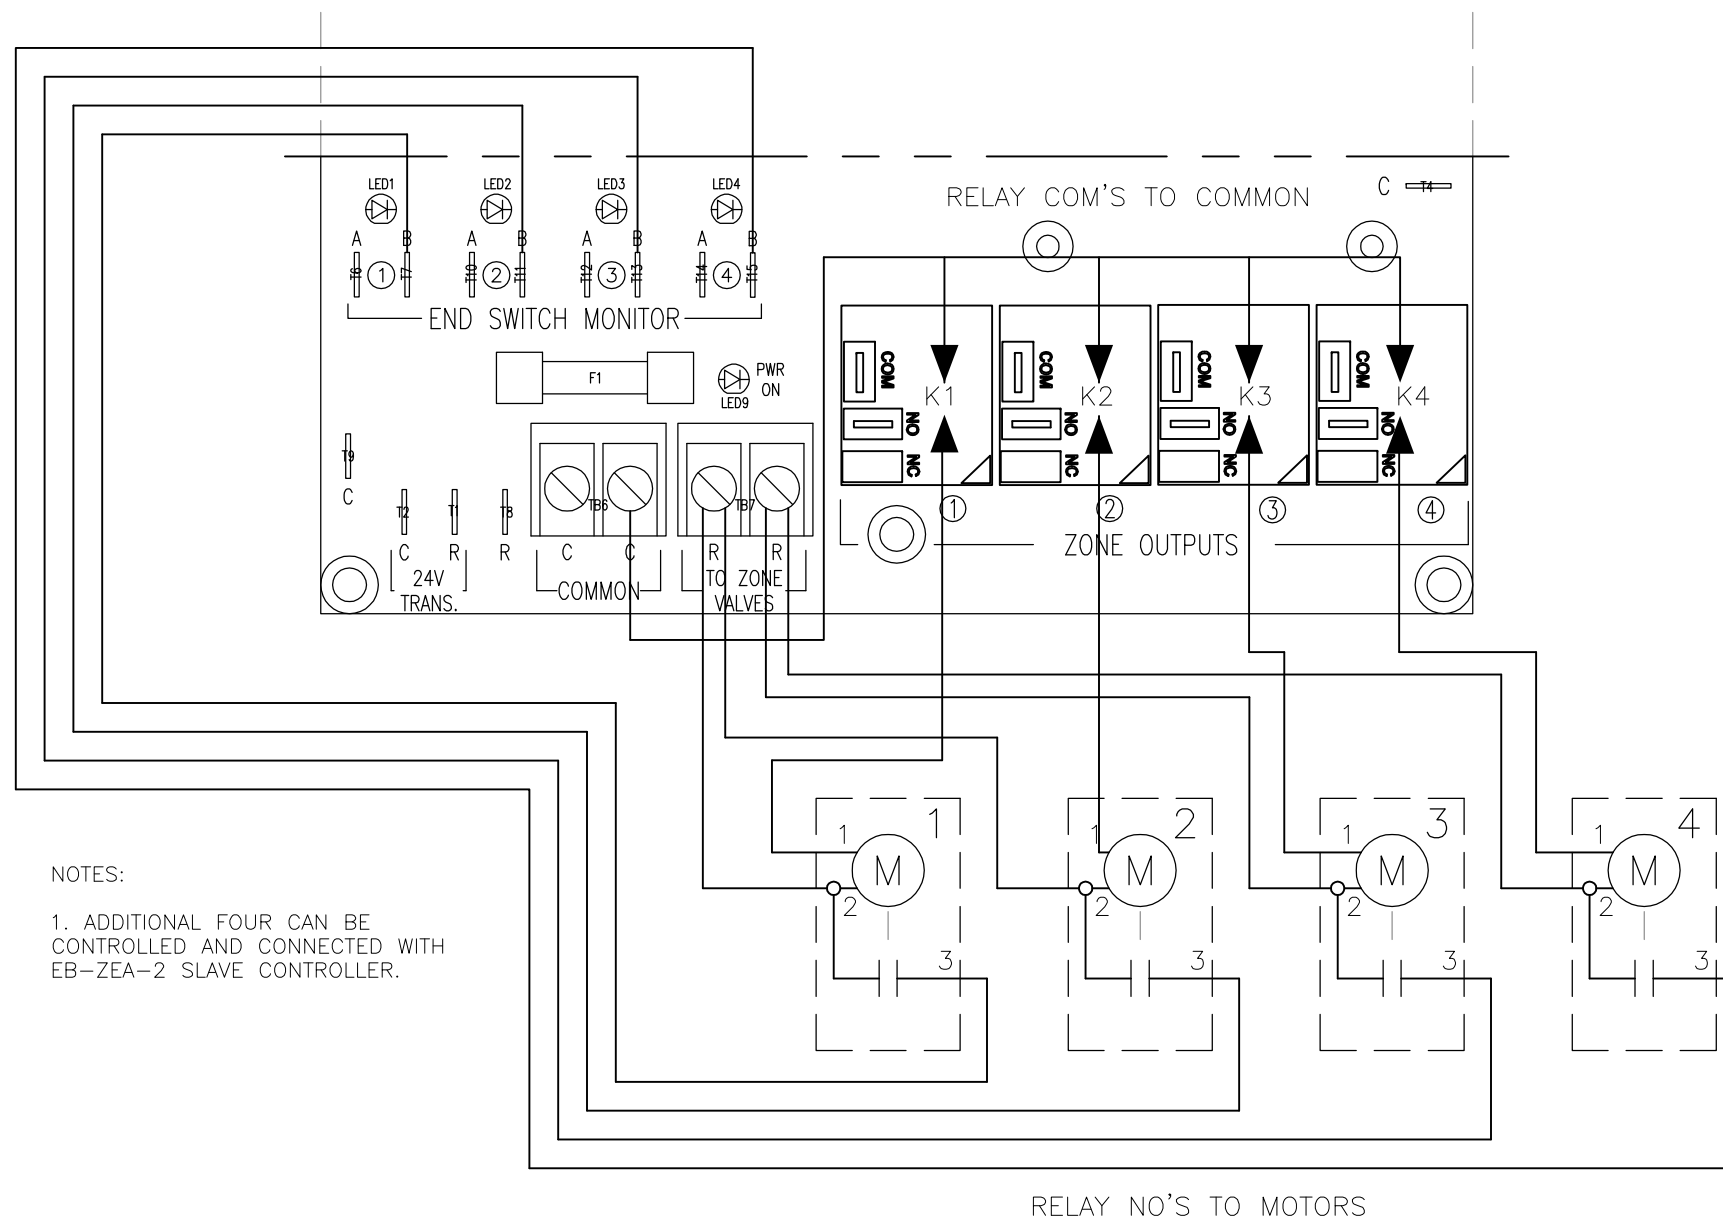 LED1 LED2 LED3 LED4
A B A B A B A B
T6 1 T7 T10 2 T11 T12 3 T13 T14 4 T15
END SWITCH MONITOR
RELAY COM'S TO COMMON
C T4
F1
PWR
ON
LED9
COM COM COM COM
K1 K2 K3 K4
NO NO NO NO
NC NC NC NC
1 2 3 4
ZONE OUTPUTS
T9
C
T2 T1 T8
C R R
24V
TRANS.
TB6 TB7
C C R R
COMMON
TO ZONE
VALVES
1 1 M 2 3
1 2 M 2 3
1 3 M 2 3
1 4 M 2 3
NOTES:
1. ADDITIONAL FOUR CAN BE
CONTROLLED AND CONNECTED WITH
EB-ZEA-2 SLAVE CONTROLLER.
RELAY NO'S TO MOTORS